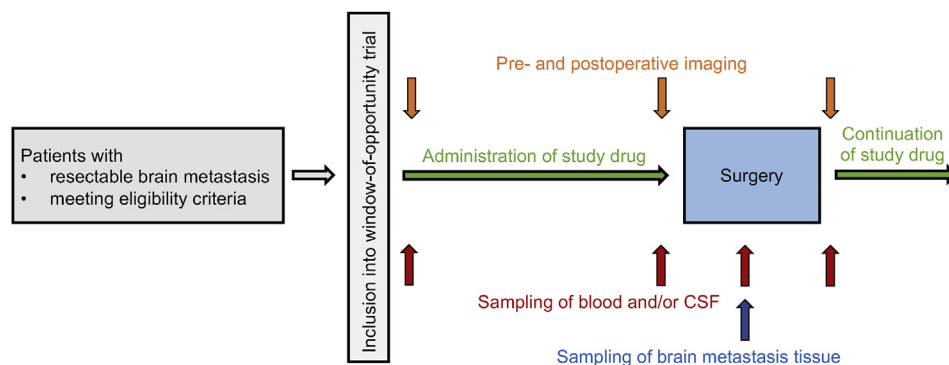 Patients with
• resectable brain metastasis
• meeting eligibility criteria
Inclusion into window-of-opportunity trial
Pre- and postoperative imaging
Administration of study drug
Surgery
Continuation
of study drug
Sampling of blood and/or CSF
Sampling of brain metastasis tissue